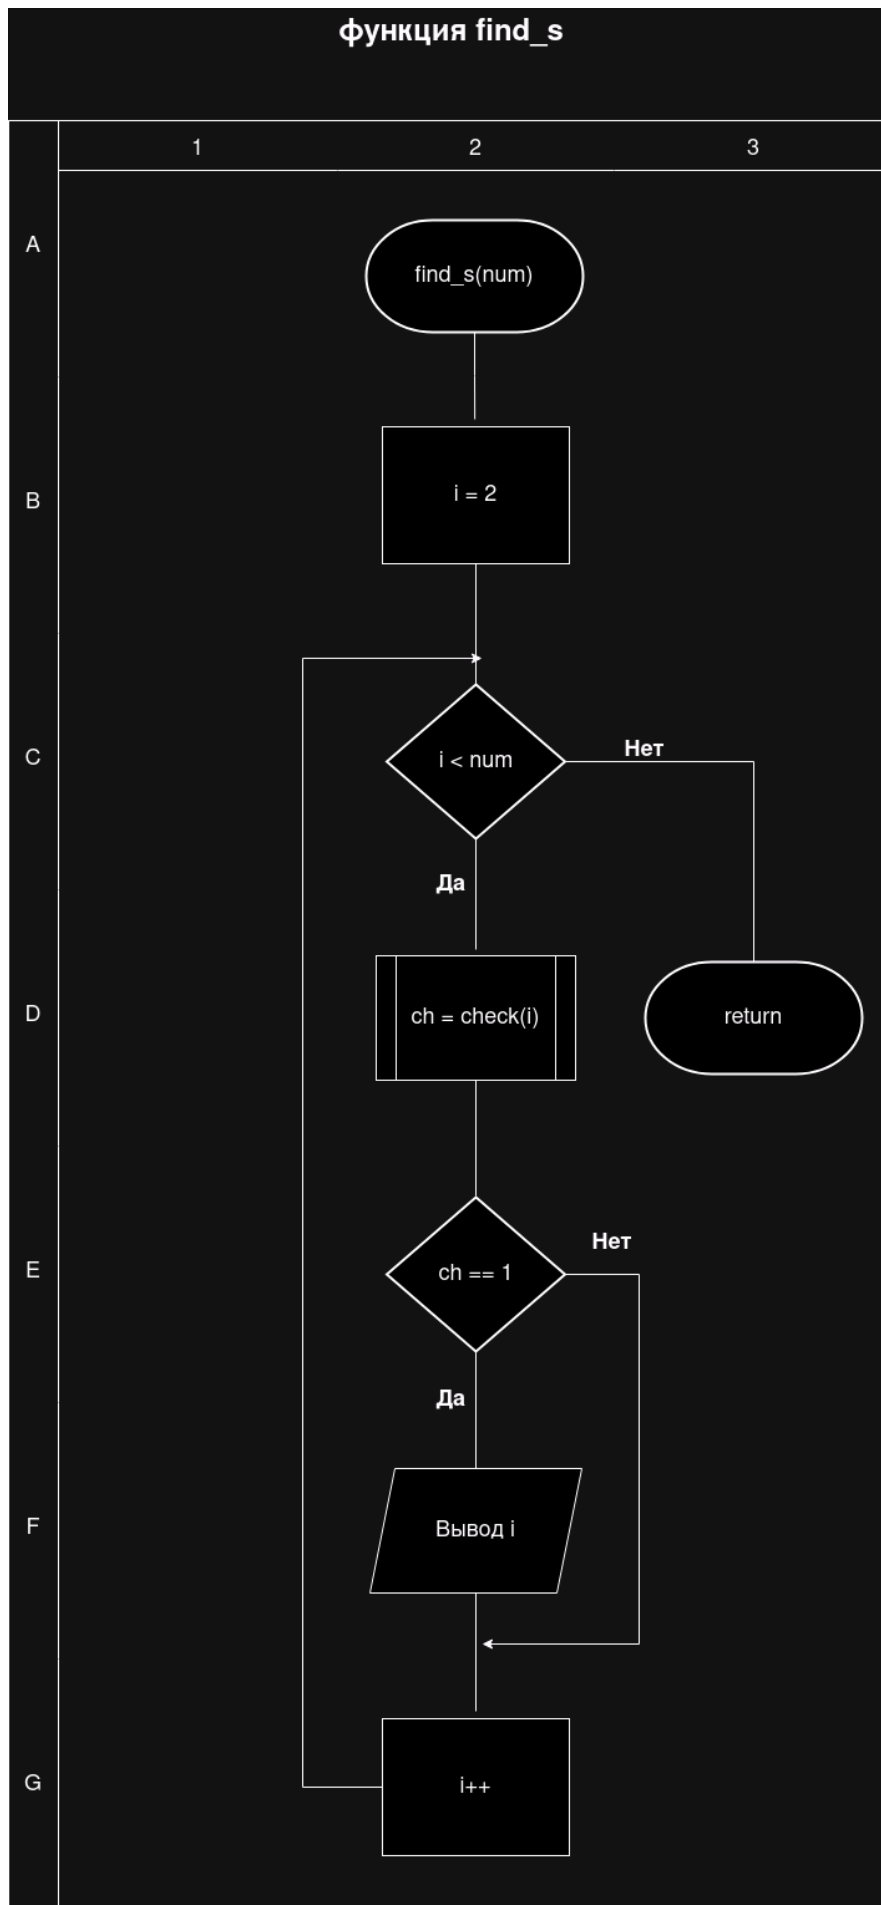 функция find_s
1 2 3
A
find_s(num)
B
i = 2
C
i < num
Нет
Да
D
ch = check(i)
return
E
ch == 1
Нет
Да
F
Вывод i
G
i++